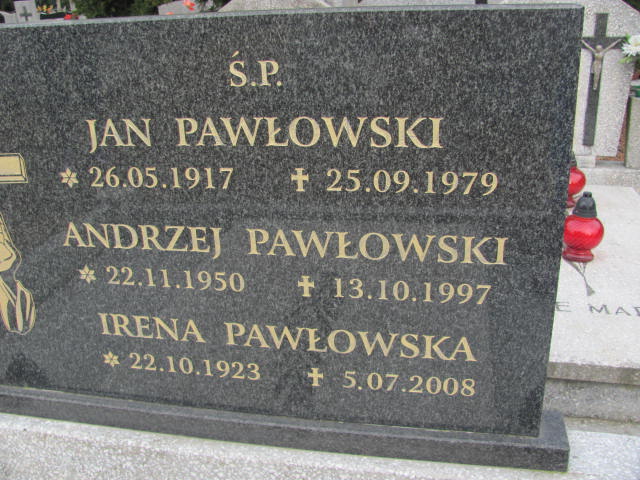 Ś.P.
JAN PAWŁOWSKI
26.05.1917 25.09.1979
ANDRZEJ PAWŁOWSKI
22.11.1950 13.10.1997
IRENA PAWŁOWSKA
22.10.1923 5.07.2008